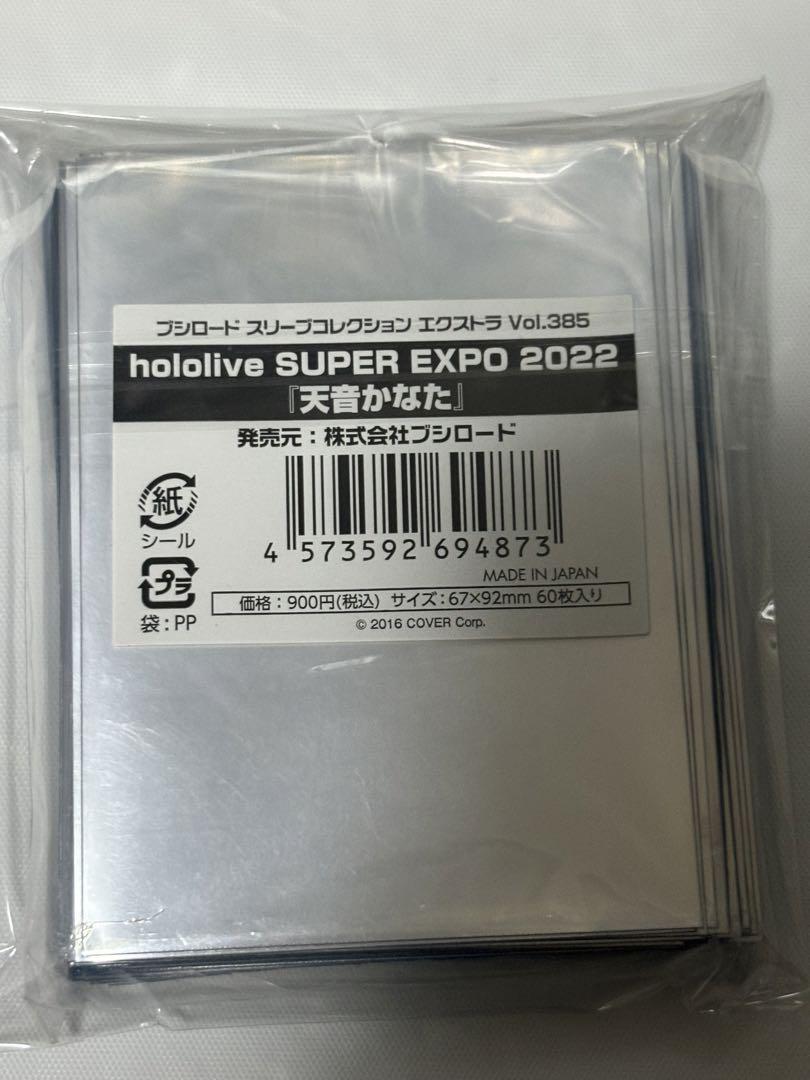 ブシロード スリーブコレクション エクストラ Vol.385
hololive SUPER EXPO 2022
『天音かなた』
発売元：株式会社ブシロード
紙
シール
4 573592 694873
MADE IN JAPAN
プラ
袋：PP
価格：900円(税込) サイズ：67×92mm 60枚入り
© 2016 COVER Corp.